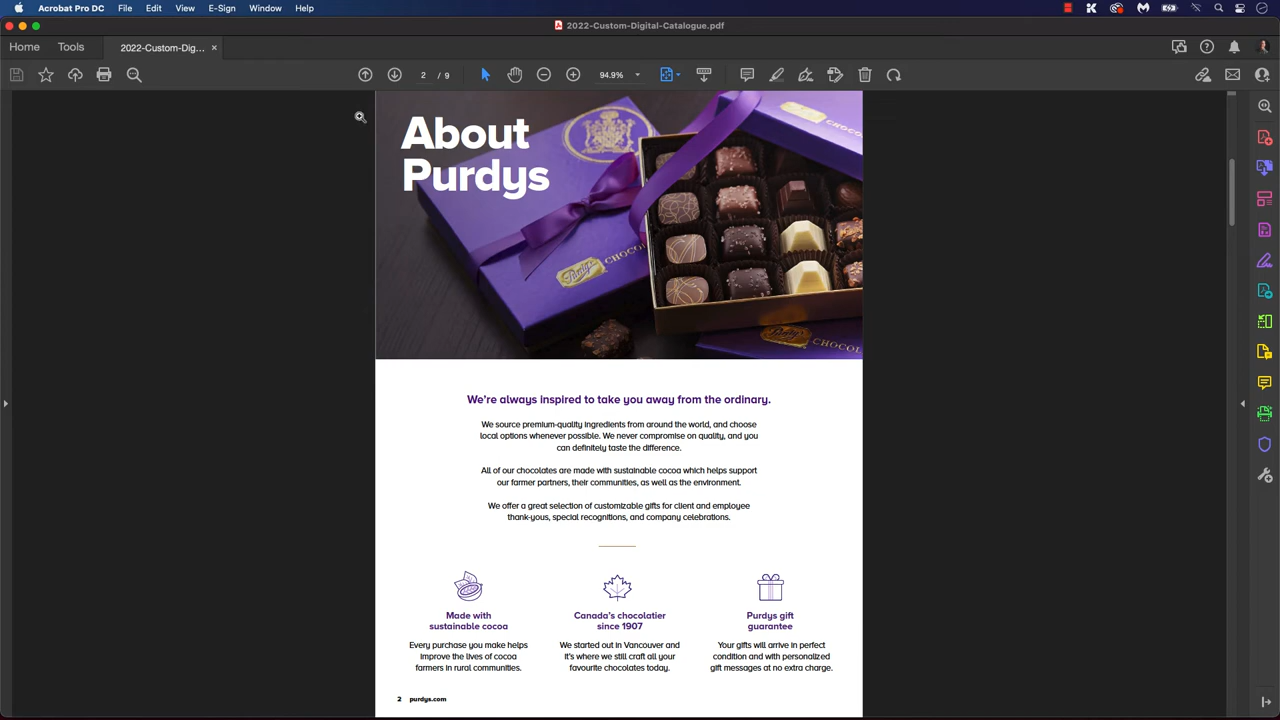 Acrobat Pro DC File Edit View E-Sign Window Help
2022-Custom-Digital-Catalogue.pdf
Home Tools 2022-Custom-Dig... ×
2 / 9 94.9%
About
Purdys
Purdys CHOCO
CHOCO
Purdys CHOCOL
We're always inspired to take you away from the ordinary.
We source premium-quality ingredients from around the world, and choose
local options whenever possible. We never compromise on quality, and you
can definitely taste the difference.
All of our chocolates are made with sustainable cocoa which helps support
our farmer partners, their communities, as well as the environment.
We offer a great selection of customizable gifts for client and employee
thank-yous, special recognitions, and company celebrations.
Made with
sustainable cocoa
Every purchase you make helps
improve the lives of cocoa
farmers in rural communities.
Canada's chocolatier
since 1907
We started out in Vancouver and
it's where we still craft all your
favourite chocolates today.
Purdys gift
guarantee
Your gifts will arrive in perfect
condition and with personalized
gift messages at no extra charge.
2 purdys.com